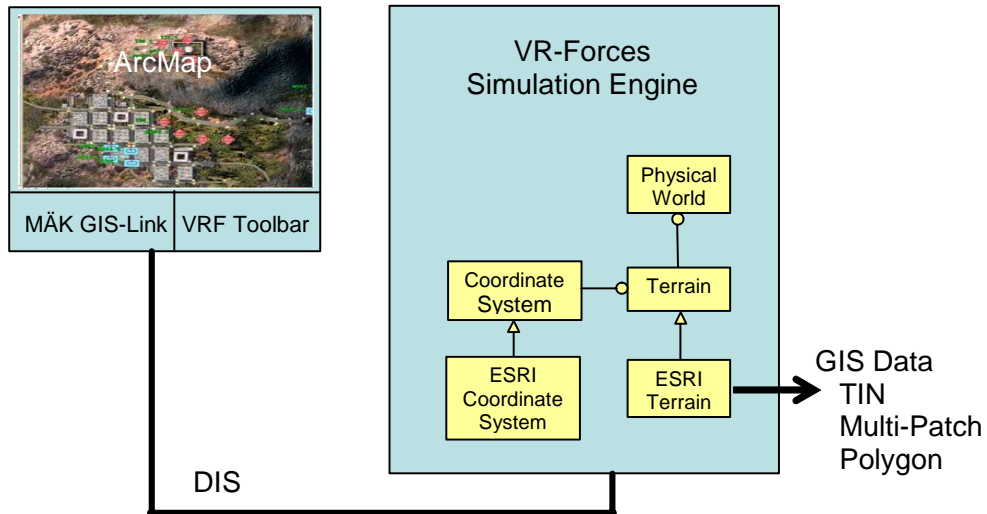 ArcMap
MÄK GIS-Link
VRF Toolbar
VR-Forces
Simulation Engine
Physical
World
Coordinate
System
Terrain
ESRI
Coordinate
System
ESRI
Terrain
GIS Data
TIN
Multi-Patch
Polygon
DIS